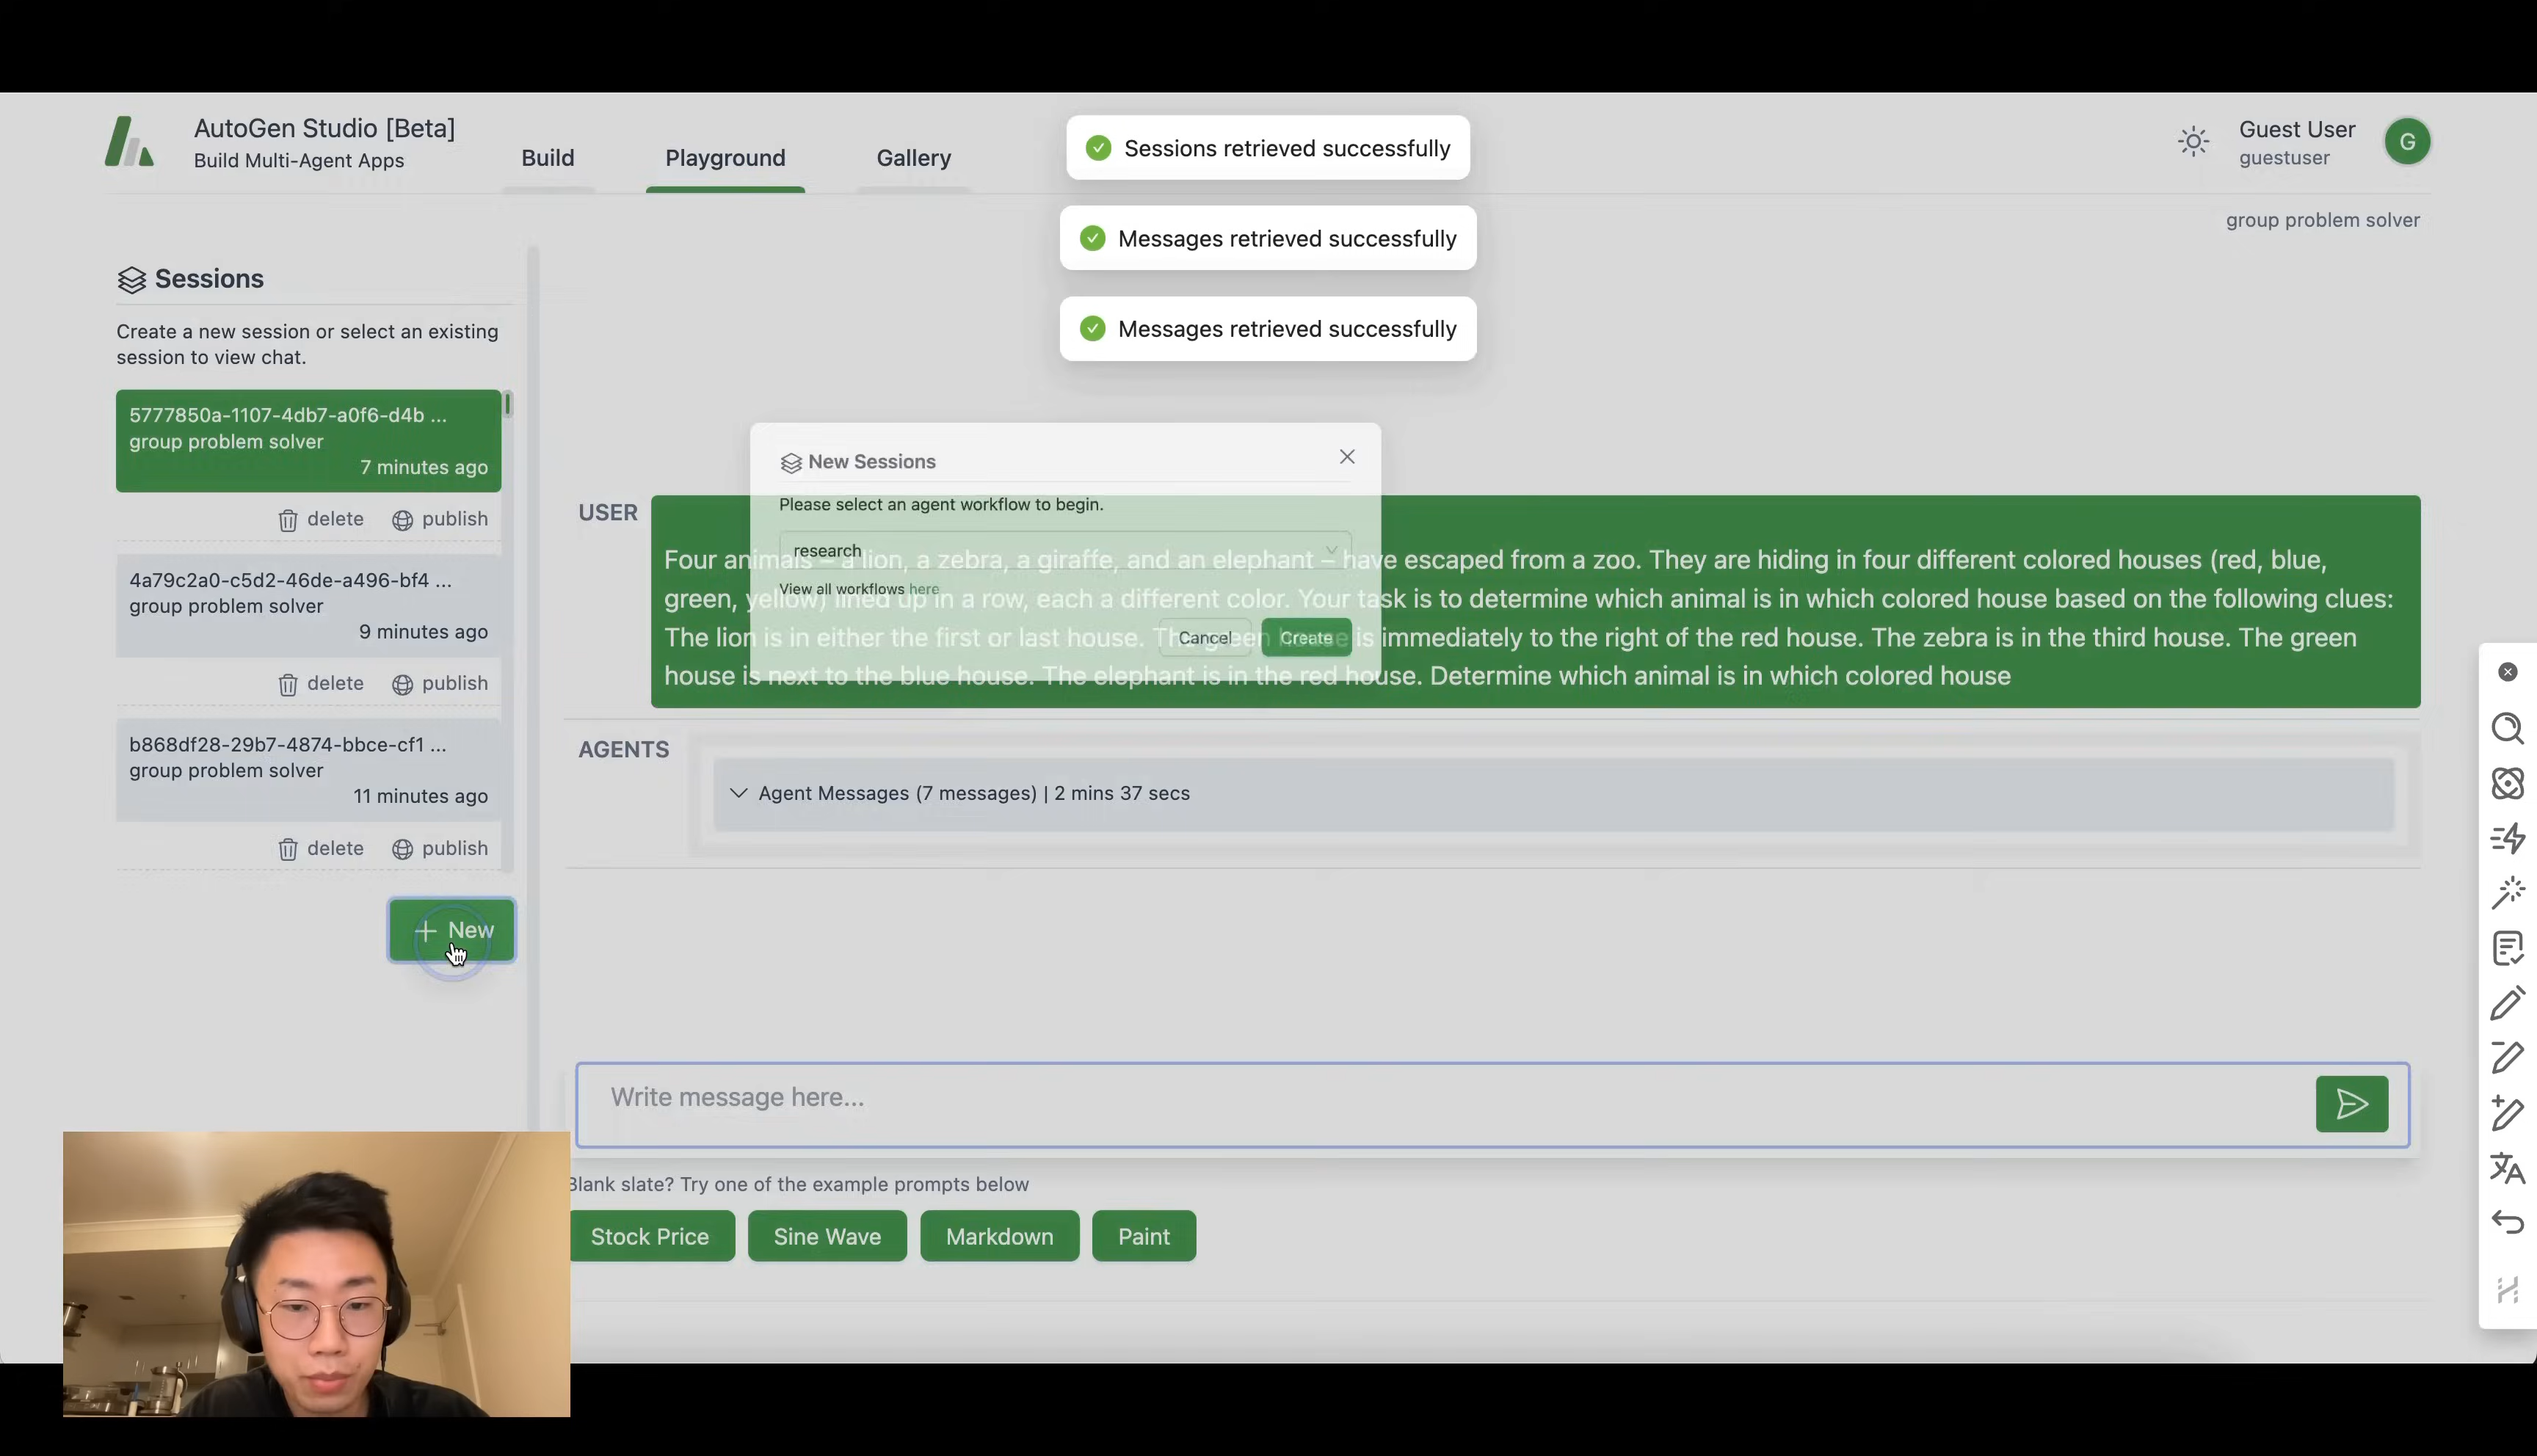 AutoGen Studio [Beta]
Build Multi-Agent Apps
Build
Playground
Gallery
Sessions retrieved successfully
Messages retrieved successfully
Messages retrieved successfully
Guest User
guestuser
G
group problem solver
Sessions
Create a new session or select an existing
session to view chat.
5777850a-1107-4db7-a0f6-d4b ...
group problem solver
7 minutes ago
delete
publish
4a79c2a0-c5d2-46de-a496-bf4 ...
group problem solver
9 minutes ago
delete
publish
b868df28-29b7-4874-bbce-cf1 ...
group problem solver
11 minutes ago
delete
publish
New
New Sessions
Please select an agent workflow to begin.
research
View all workflows here
Cancel
Create
USER
Four animals – a lion, a zebra, a giraffe, and an elephant – have escaped from a zoo. They are hiding in four different colored houses (red, blue,
green, yellow) lined up in a row, each a different color. Your task is to determine which animal is in which colored house based on the following clues:
The lion is in either the first or last house. The green house is immediately to the right of the red house. The zebra is in the third house. The green
house is next to the blue house. The elephant is in the red house. Determine which animal is in which colored house
AGENTS
Agent Messages (7 messages) | 2 mins 37 secs
Write message here...
Blank slate? Try one of the example prompts below
Stock Price
Sine Wave
Markdown
Paint